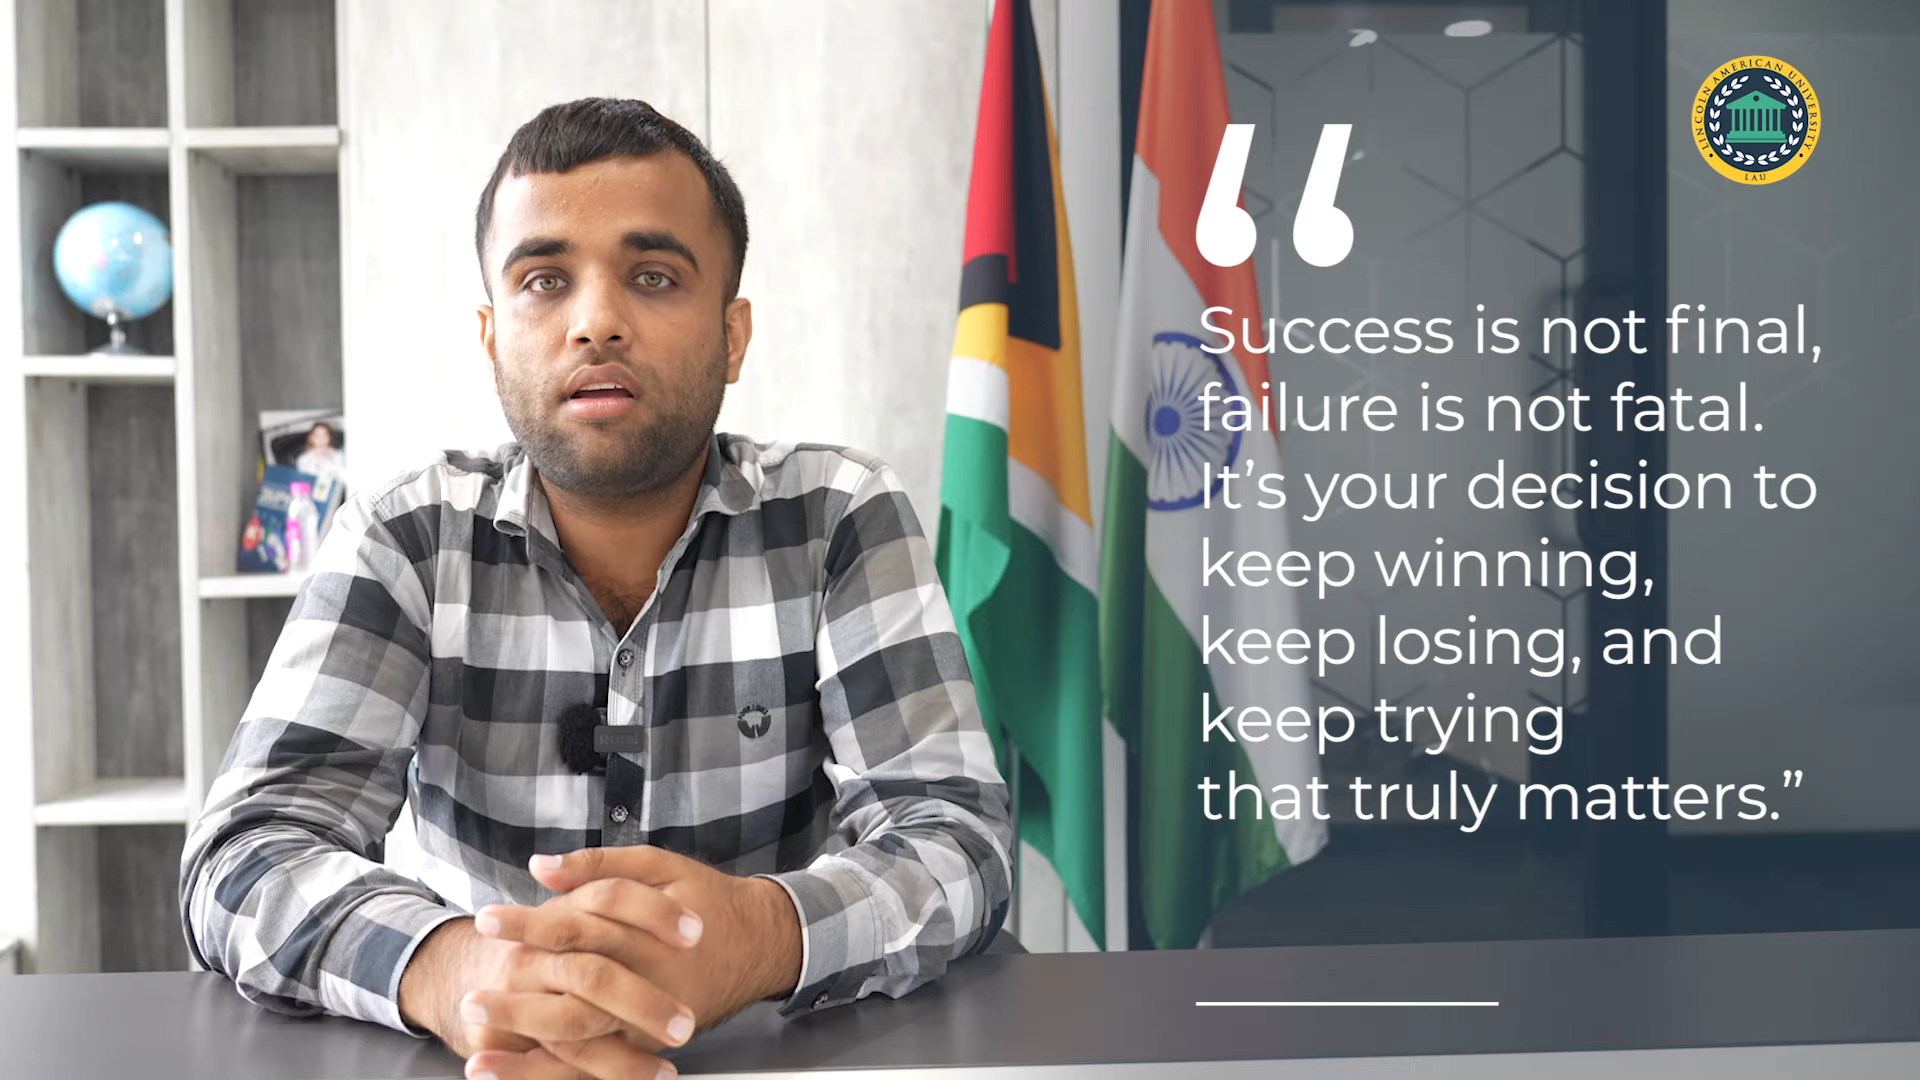 LINCOLN AMERICAN UNIVERSITY
LAU
“
Success is not final,
failure is not fatal.
It’s your decision to
keep winning,
keep losing, and
keep trying
that truly matters.”